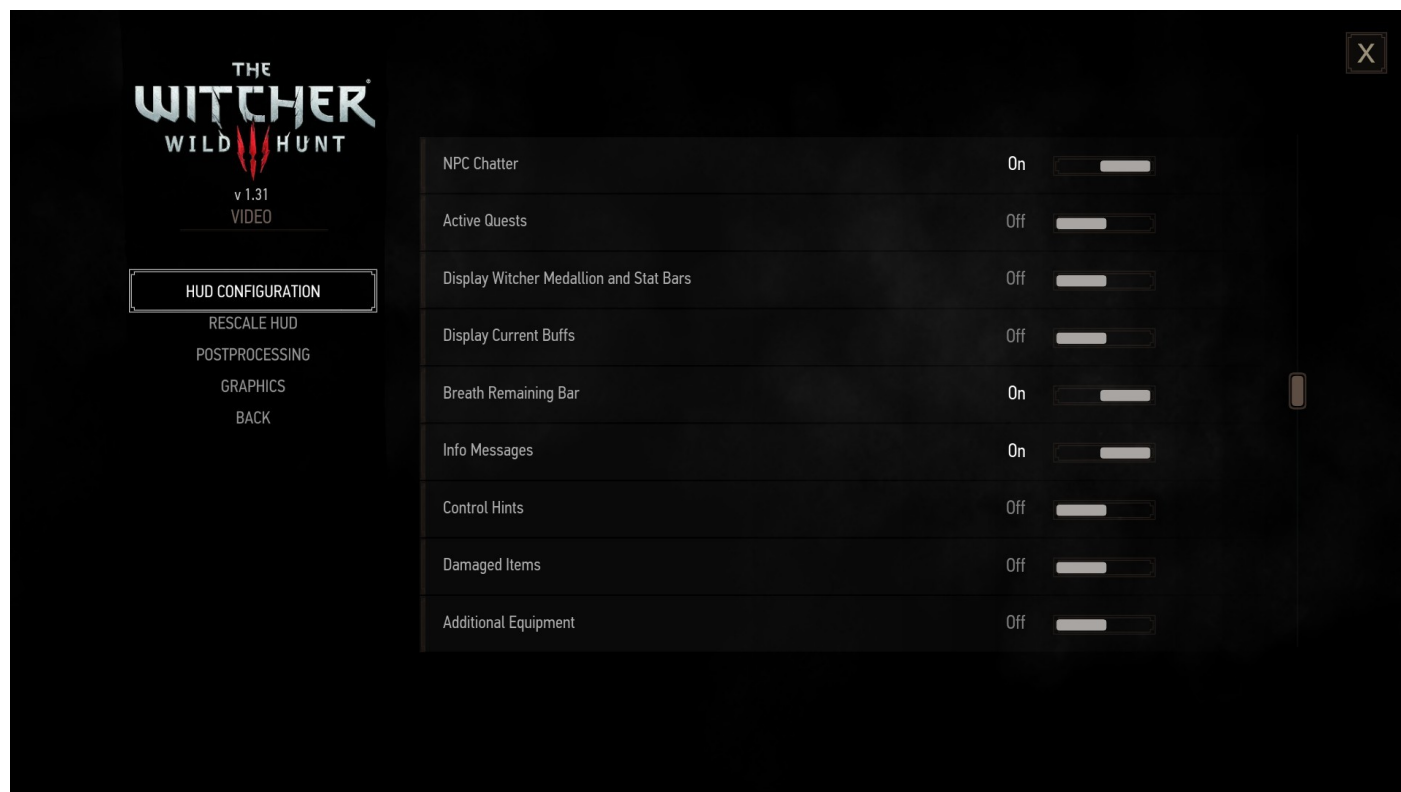 X
THE
WITCHER
WILD HUNT
v 1.31
VIDEO
HUD CONFIGURATION
RESCALE HUD
POSTPROCESSING
GRAPHICS
BACK
NPC Chatter On
Active Quests Off
Display Witcher Medallion and Stat Bars Off
Display Current Buffs Off
Breath Remaining Bar On
Info Messages On
Control Hints Off
Damaged Items Off
Additional Equipment Off